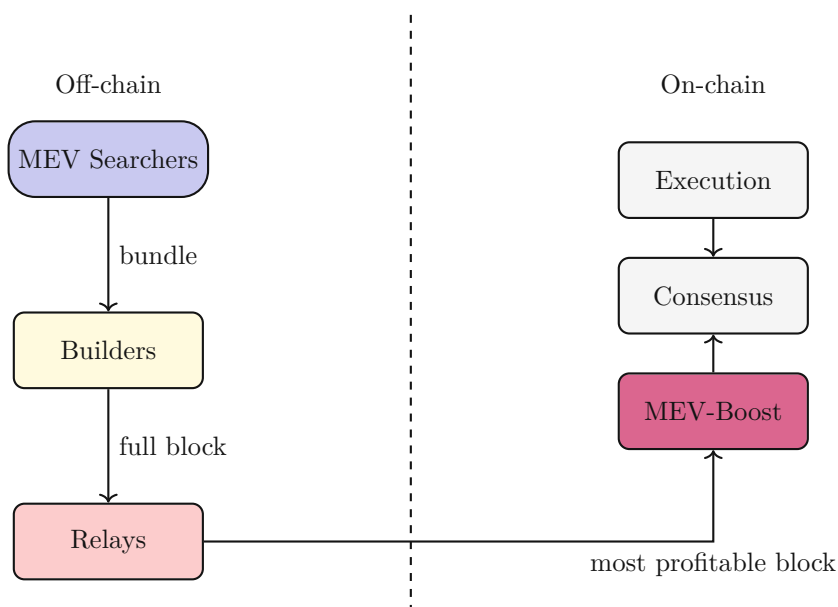 Off-chain
On-chain
MEV Searchers
Execution
bundle
Consensus
Builders
MEV-Boost
full block
Relays
most profitable block